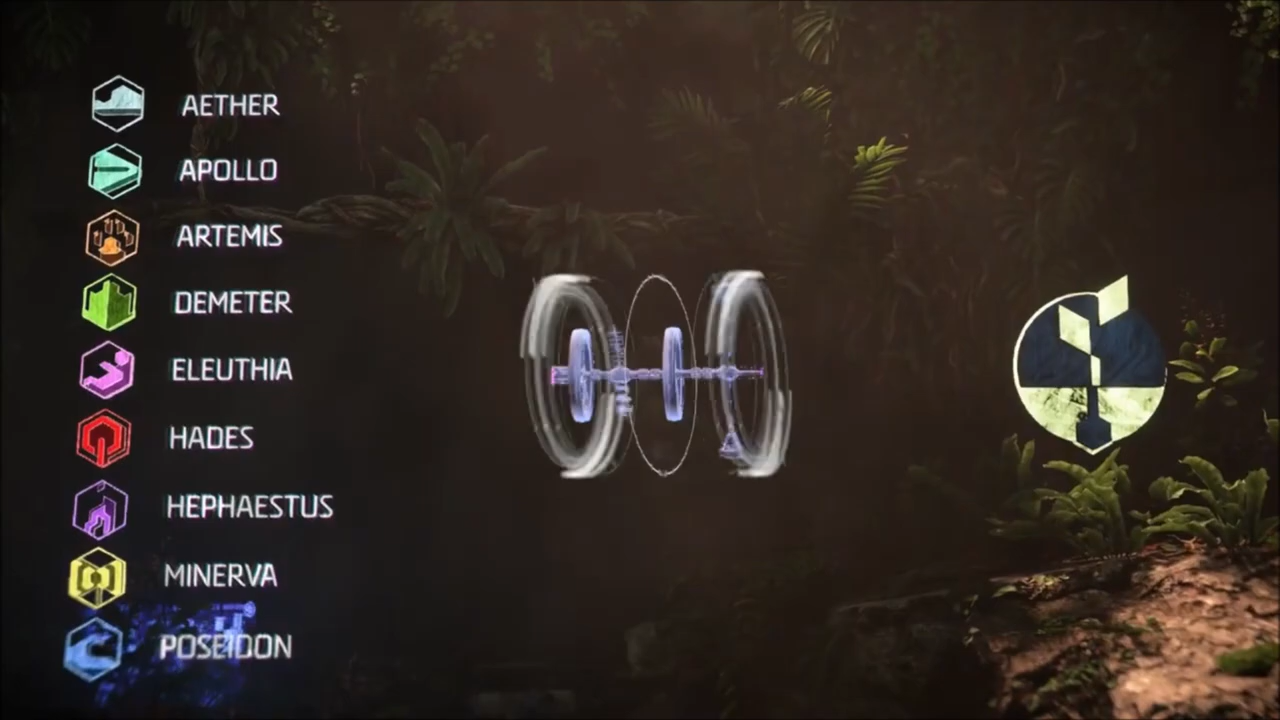 AETHER
APOLLO
ARTEMIS
DEMETER
ELEUTHIA
HADES
HEPHAESTUS
MINERVA
POSEIDON